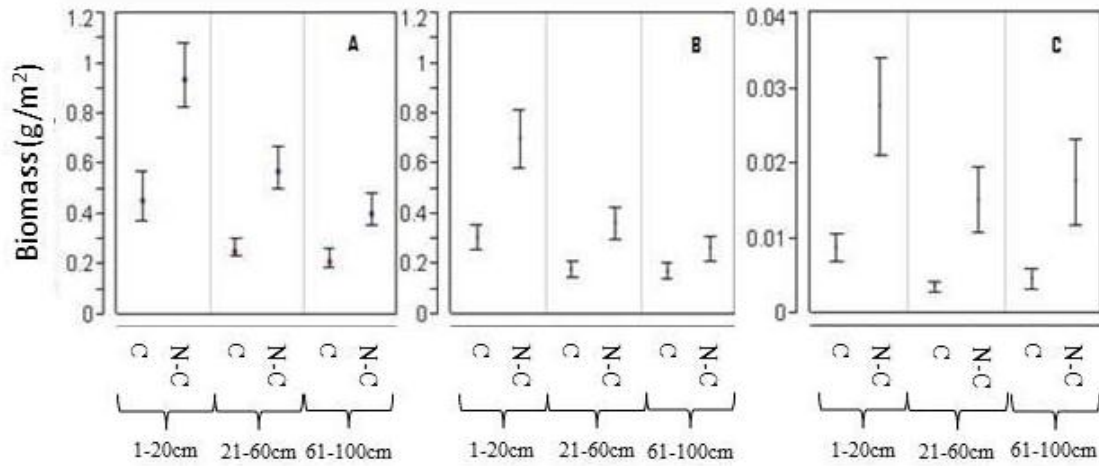 Biomass (g/m²)
1.2
1
0.8
0.6
0.4
0.2
0
A
C
N-C
C
N-C
C
N-C
1-20cm
21-60cm
61-100cm
1.2
1
0.8
0.6
0.4
0.2
0
B
C
N-C
C
N-C
C
N-C
1-20cm
21-60cm
61-100cm
0.04
0.03
0.02
0.01
0
C
C
N-C
C
N-C
C
N-C
1-20cm
21-60cm
61-100cm